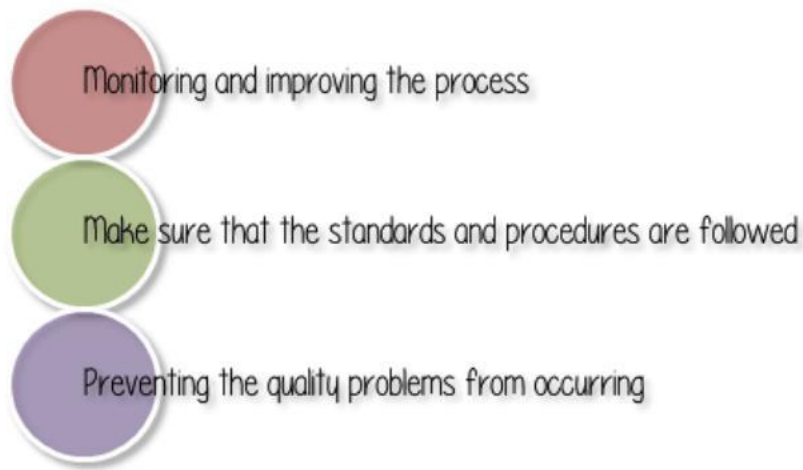 Monitoring and improving the process
Make sure that the standards and procedures are followed
Preventing the quality problems from occurring